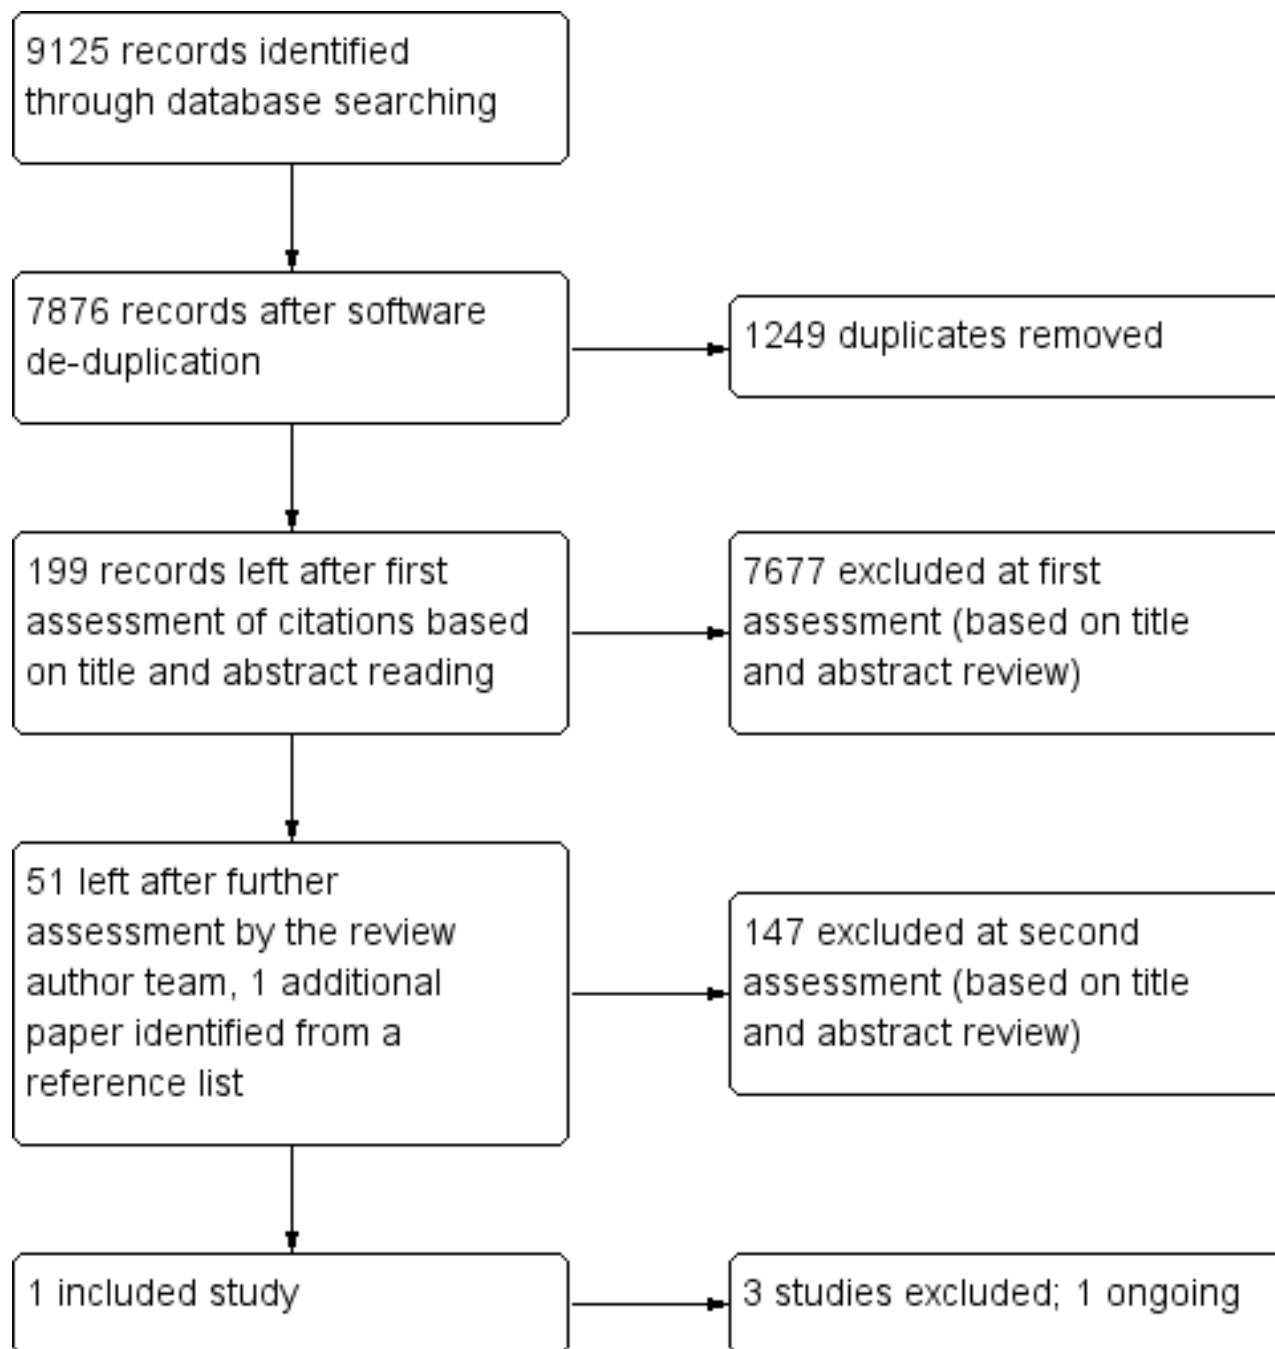 9125 records identified
through database searching
7876 records after software
de-duplication
1249 duplicates removed
199 records left after first
assessment of citations based
on title and abstract reading
7677 excluded at first
assessment (based on title
and abstract review)
51 left after further
assessment by the review
author team, 1 additional
paper identified from a
reference list
147 excluded at second
assessment (based on title
and abstract review)
1 included study
3 studies excluded; 1 ongoing